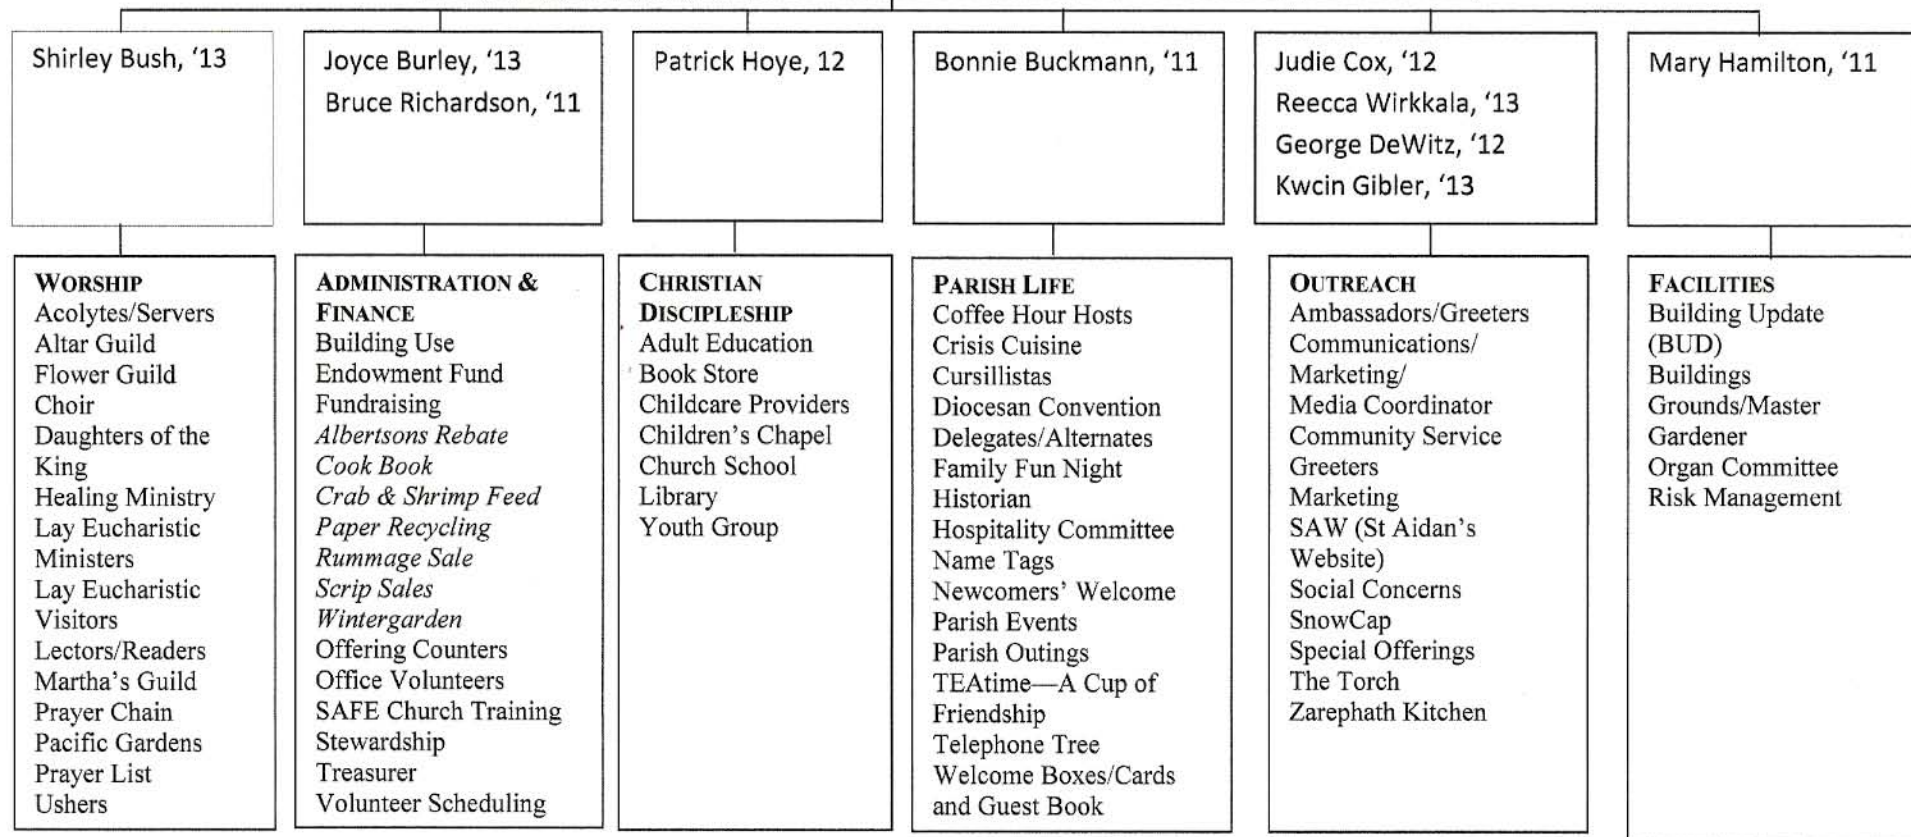 Shirley Bush, ‘13
Joyce Burley, ‘13
Bruce Richardson, ‘11
Patrick Hoye, 12
Bonnie Buckmann, ‘11
Judie Cox, ‘12
Reecca Wirkkala, ‘13
George DeWitz, ‘12
Kwcin Gibler, ‘13
Mary Hamilton, ‘11
WORSHIP
Acolytes/Servers
Altar Guild
Flower Guild
Choir
Daughters of the
King
Healing Ministry
Lay Eucharistic
Ministers
Lay Eucharistic
Visitors
Lectors/Readers
Martha’s Guild
Prayer Chain
Pacific Gardens
Prayer List
Ushers
ADMINISTRATION &
FINANCE
Building Use
Endowment Fund
Fundraising
Albertsons Rebate
Cook Book
Crab & Shrimp Feed
Paper Recycling
Rummage Sale
Scrip Sales
Wintergarden
Offering Counters
Office Volunteers
SAFE Church Training
Stewardship
Treasurer
Volunteer Scheduling
CHRISTIAN
DISCIPLESHIP
Adult Education
Book Store
Childcare Providers
Children’s Chapel
Church School
Library
Youth Group
PARISH LIFE
Coffee Hour Hosts
Crisis Cuisine
Cursillistas
Diocesan Convention
Delegates/Alternates
Family Fun Night
Historian
Hospitality Committee
Name Tags
Newcomers’ Welcome
Parish Events
Parish Outings
TEAtime—A Cup of
Friendship
Telephone Tree
Welcome Boxes/Cards
and Guest Book
OUTREACH
Ambassadors/Greeters
Communications/
Marketing/
Media Coordinator
Community Service
Greeters
Marketing
SAW (St Aidan’s
Website)
Social Concerns
SnowCap
Special Offerings
The Torch
Zarephath Kitchen
FACILITIES
Building Update
(BUD)
Buildings
Grounds/Master
Gardener
Organ Committee
Risk Management